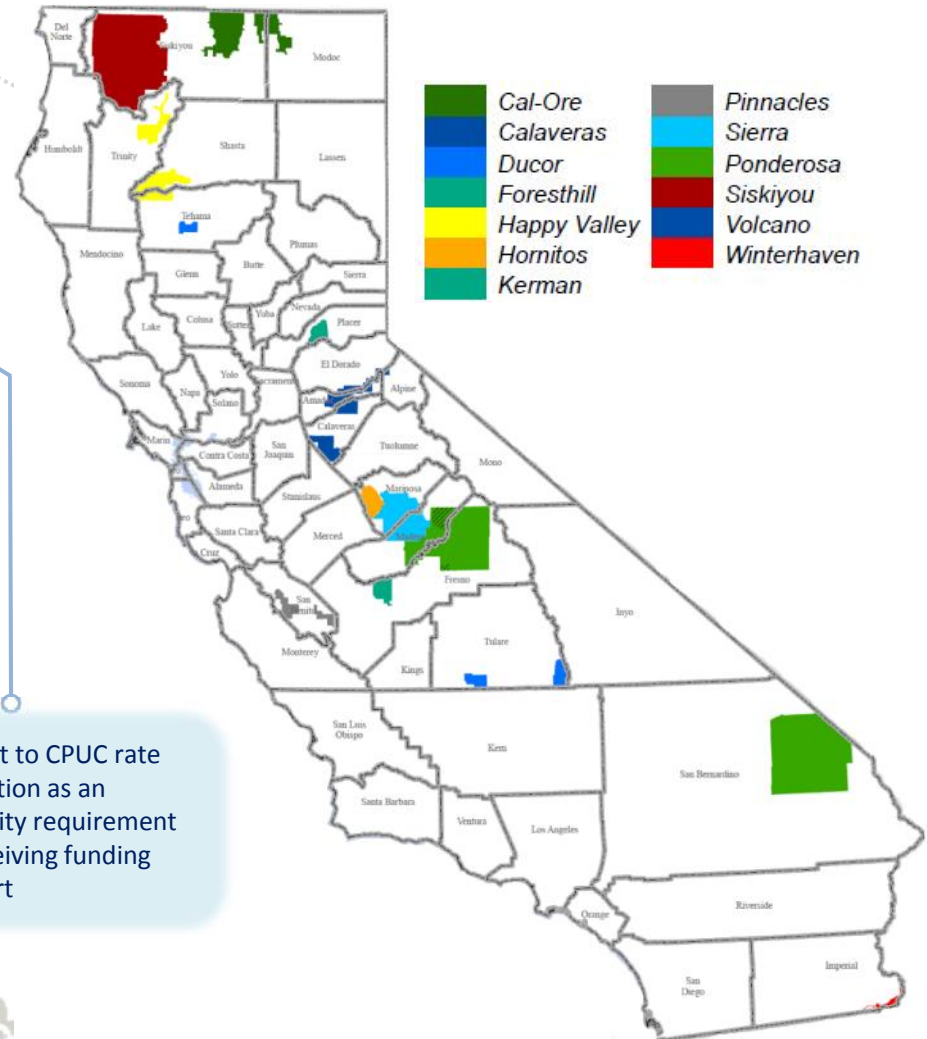 Del
Norte
Siskiyou
Modoc
Humboldt
Trinity
Shasta
Lassen
Tehama
Mendocino
Glenn
Butte
Plumas
Sierra
Lake
Colusa
Sutter
Yuba
Nevada
Placer
Sonoma
Napa
Yolo
El Dorado
Solano
Alpine
Calaveras
Marin
Contra Costa
San
Joaquin
Tuolumne
Mono
Alameda
Stanislaus
Mariposa
Santa Clara
Merced
Cruz
Fresno
San
Monterey
Kings
Tulare
Inyo
San Luis
Obispo
Kern
San Bernardino
Santa Barbara
Ventura
Los Angeles
Orange
Riverside
San
Diego
Imperial
Cal-Ore
Calaveras
Ducor
Foresthill
Happy Valley
Hornitos
Kerman
Pinnacles
Sierra
Ponderosa
Siskiyou
Volcano
Winterhaven
t to CPUC rate
tion as an
ity requirement
eiving funding
rt